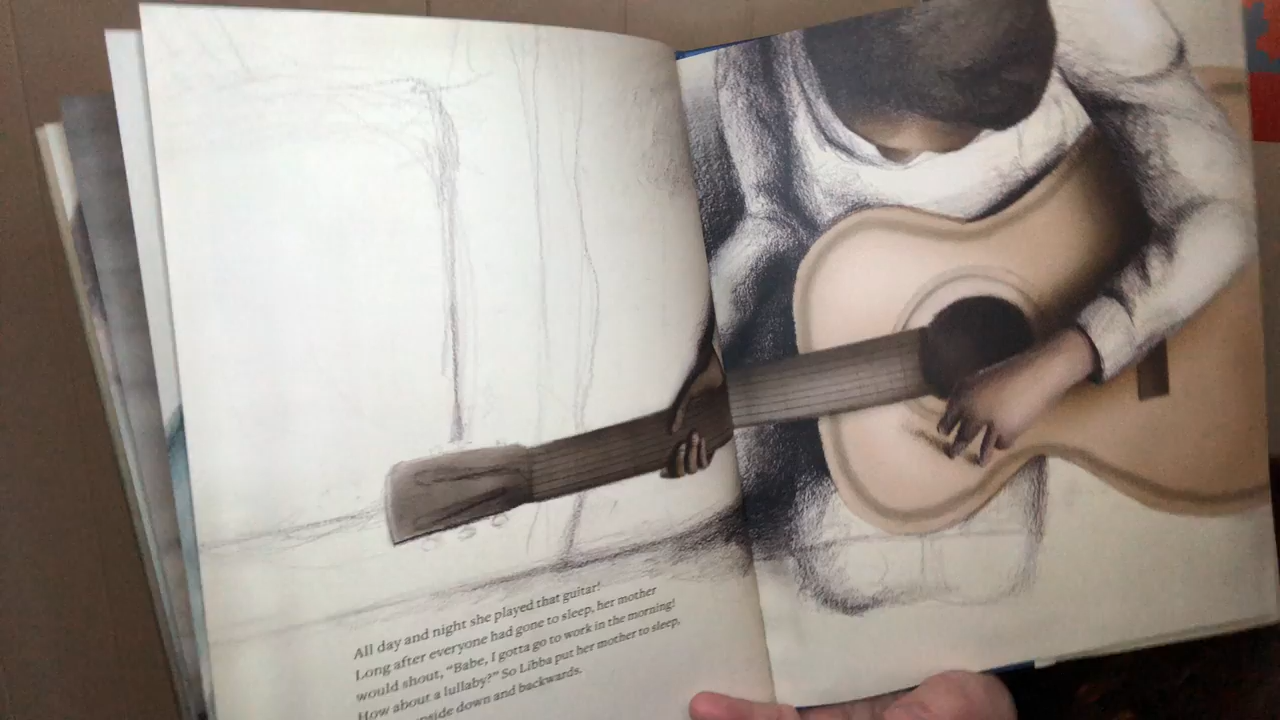 All day and night she played that guitar!
Long after everyone had gone to sleep, her mother
would shout, “Babe, I gotta go to work in the morning!
How about a lullaby?” So Libba put her mother to sleep,
down and backwards.